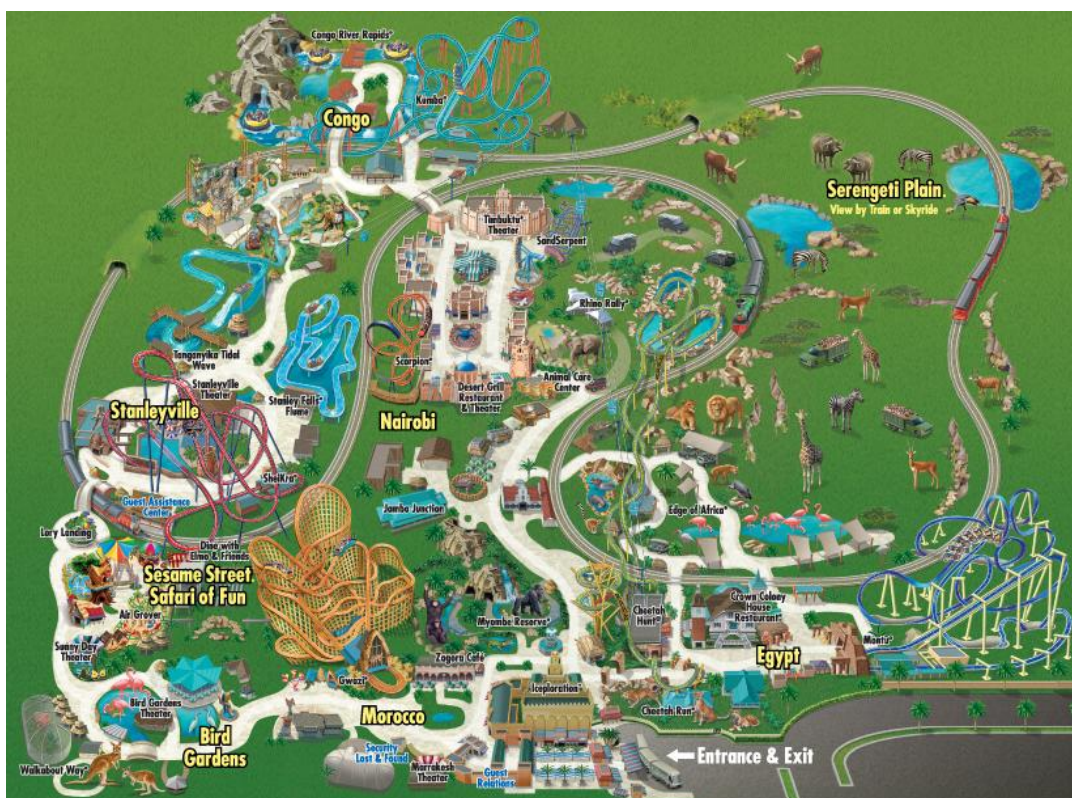 Congo River Rapids®
Kumba®
Congo
Serengeti Plain.
View by Train or Skyride
Timbuktu®
Theater
SandSerpent
Rhino Rally®
Tanganyika Tidal
Wave
Scorpion®
Stanleyville
Theater
Stanley Falls®
Flume
Desert Grill
Restaurant
& Theater
Animal Care
Center
Stanleyville
Nairobi
SheiKra®
Guest Assistance
Center
Jambo Junction
Edge of Africa®
Lory Landing
Dine with
Elmo & Friends
Sesame Street
Safari of Fun
Air Grover
Myombe Reserve®
Cheetah
Hunt®
Crown Colony
House
Restaurant®
Montu®
Sunny Day
Theater
Zagora Café
Egypt
Gwazi®
Iceploration®
Cheetah Run®
Bird Gardens
Theater
Morocco
Bird
Gardens
Security
Lost & Found
Marrakesh
Theater
Guest
Relations
Entrance & Exit
Walkabout Way®